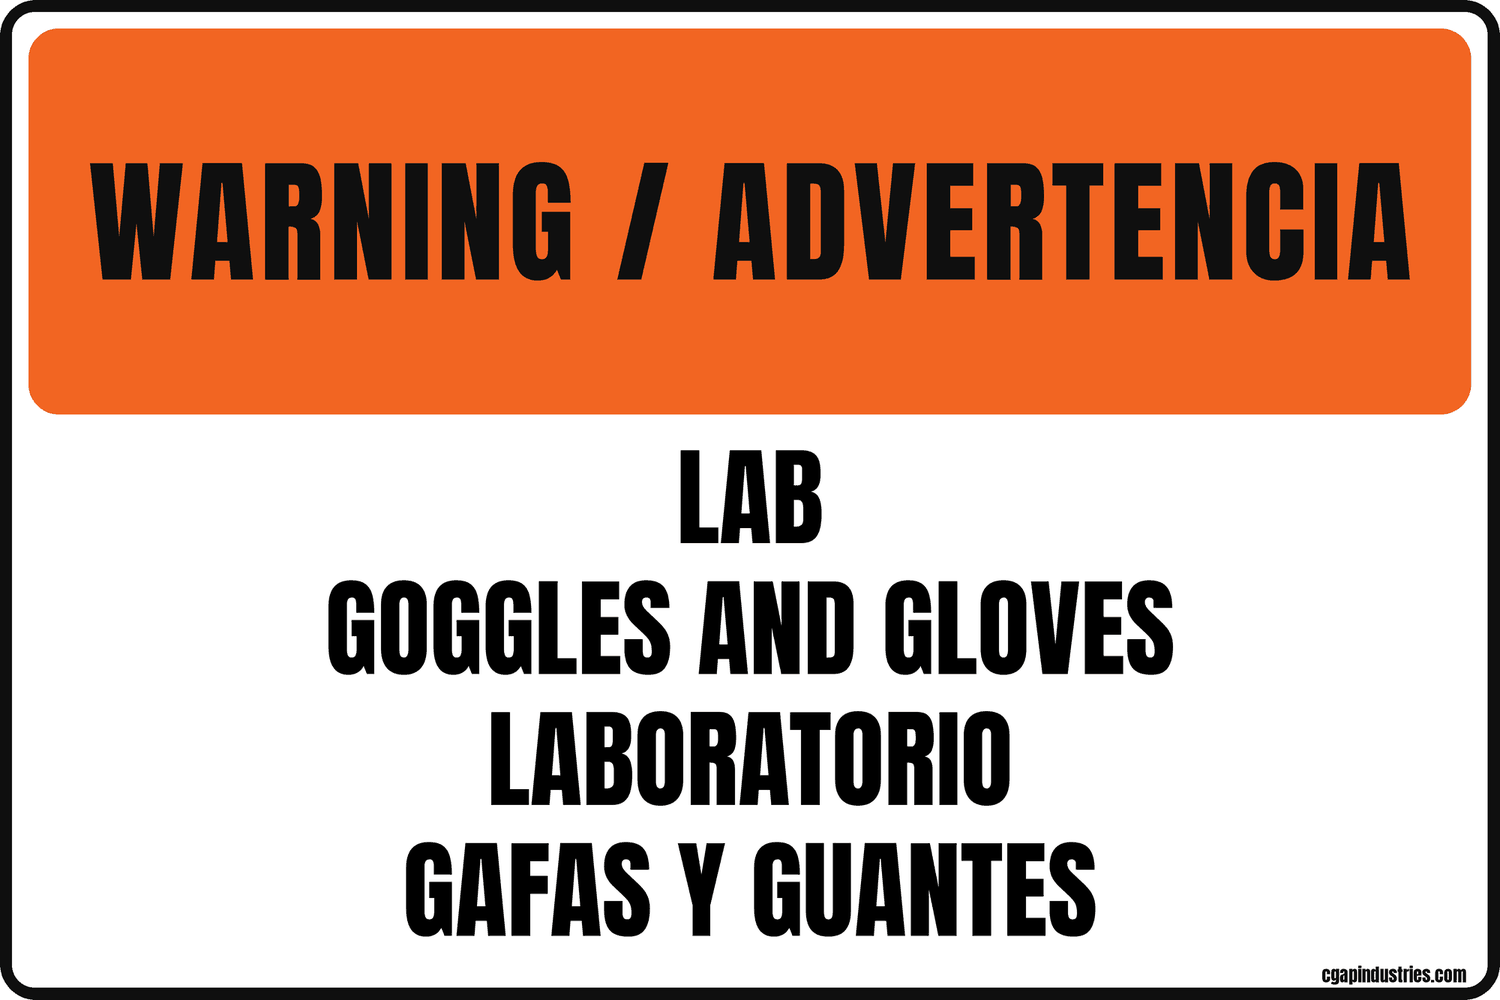 WARNING / ADVERTENCIA
LAB
GOGGLES AND GLOVES
LABORATORIO
GAFAS Y GUANTES
cgapindustries.com